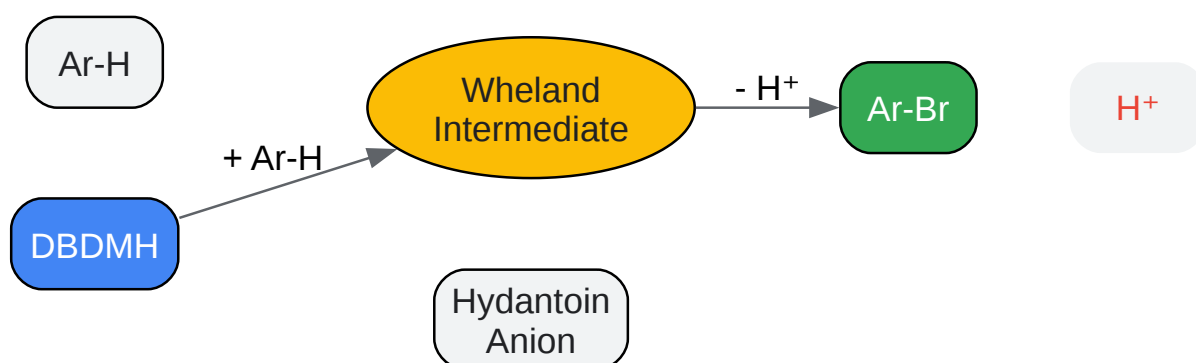 Ar-H
Wheland
Intermediate
- H⁺
Ar-Br
H⁺
+ Ar-H
DBDMH
Hydantoin
Anion